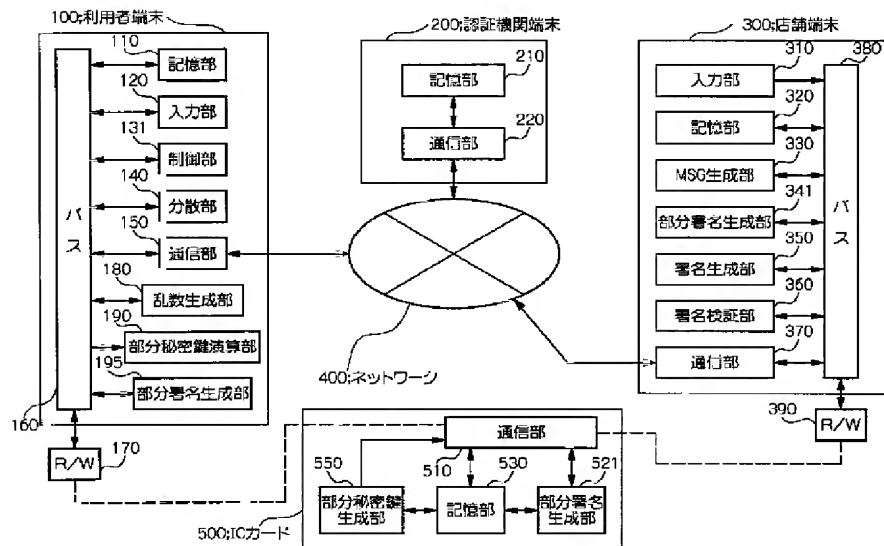 100;利用者端末
110
記憶部
120
入力部
131
制御部
140
分散部
150
通信部
180
乱数生成部
190
部分秘密鍵演算部
195
部分署名生成部
バス
160
R/W
170
200;認証機関端末
210
記憶部
220
通信部
400;ネットワーク
300;店舗端末
310
380
入力部
320
記憶部
330
MSG生成部
341
部分署名生成部
350
署名生成部
360
署名検証部
370
通信部
バス
390
R/W
通信部
510
530
521
550
部分秘密鍵
生成部
記憶部
部分署名
生成部
500;ICカード